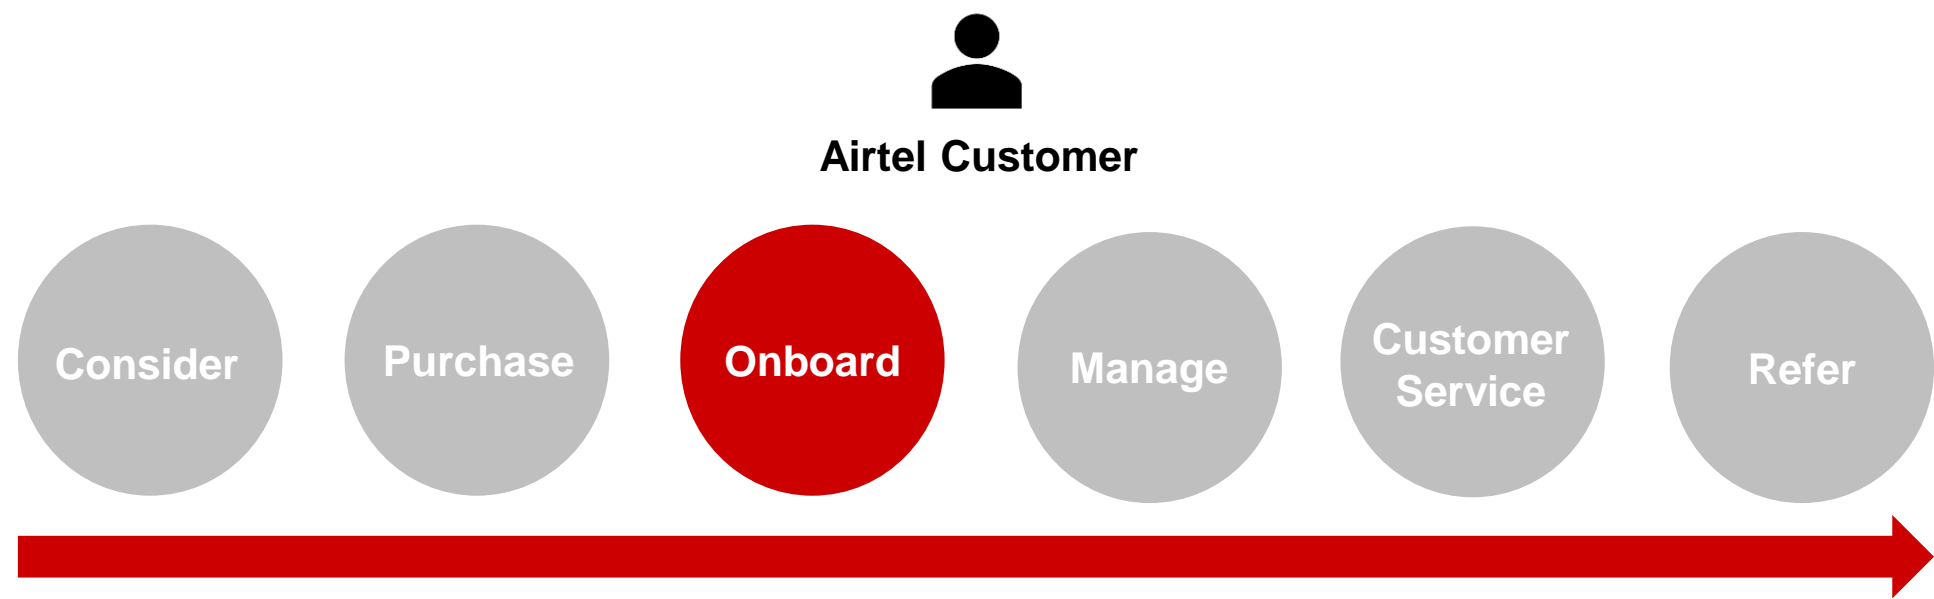 Airtel Customer
Consider
Purchase
Onboard
Manage
Customer
Service
Refer